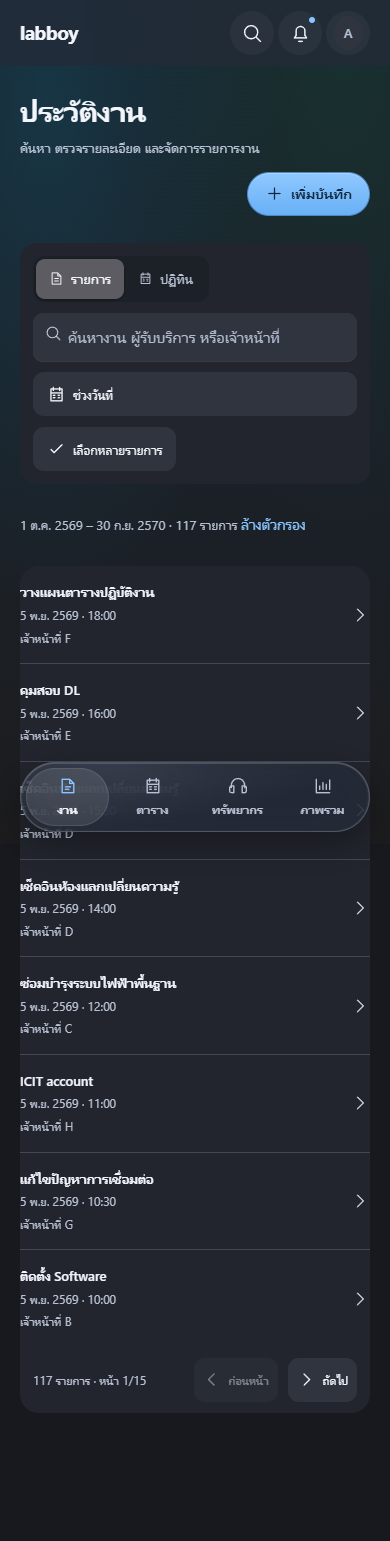 labboy
A
ประวัติงาน
ค้นหา ตรวจรายละเอียด และจัดการรายการงาน
เพิ่มบันทึก
รายการ
ปฏิทิน
ค้นหางาน ผู้รับบริการ หรือเจ้าหน้าที่
ช่วงวันที่
เลือกหลายรายการ
1 ต.ค. 2569 – 30 ก.ย. 2570 · 117 รายการ ล้างตัวกรอง
วางแผนตารางปฏิบัติงาน
5 พ.ย. 2569 · 18:00
เจ้าหน้าที่ F
คุมสอบ DL
5 พ.ย. 2569 · 16:00
เจ้าหน้าที่ E
งาน
ตาราง
ทรัพยากร
ภาพรวม
เจ้าหน้าที่ D
เช็คอินห้องแลกเปลี่ยนความรู้
5 พ.ย. 2569 · 14:00
เจ้าหน้าที่ D
ซ่อมบำรุงระบบไฟฟ้าพื้นฐาน
5 พ.ย. 2569 · 12:00
เจ้าหน้าที่ C
ICIT account
5 พ.ย. 2569 · 11:00
เจ้าหน้าที่ H
แก้ไขปัญหาการเชื่อมต่อ
5 พ.ย. 2569 · 10:30
เจ้าหน้าที่ G
ติดตั้ง Software
5 พ.ย. 2569 · 10:00
เจ้าหน้าที่ B
117 รายการ · หน้า 1/15
ก่อนหน้า
ถัดไป